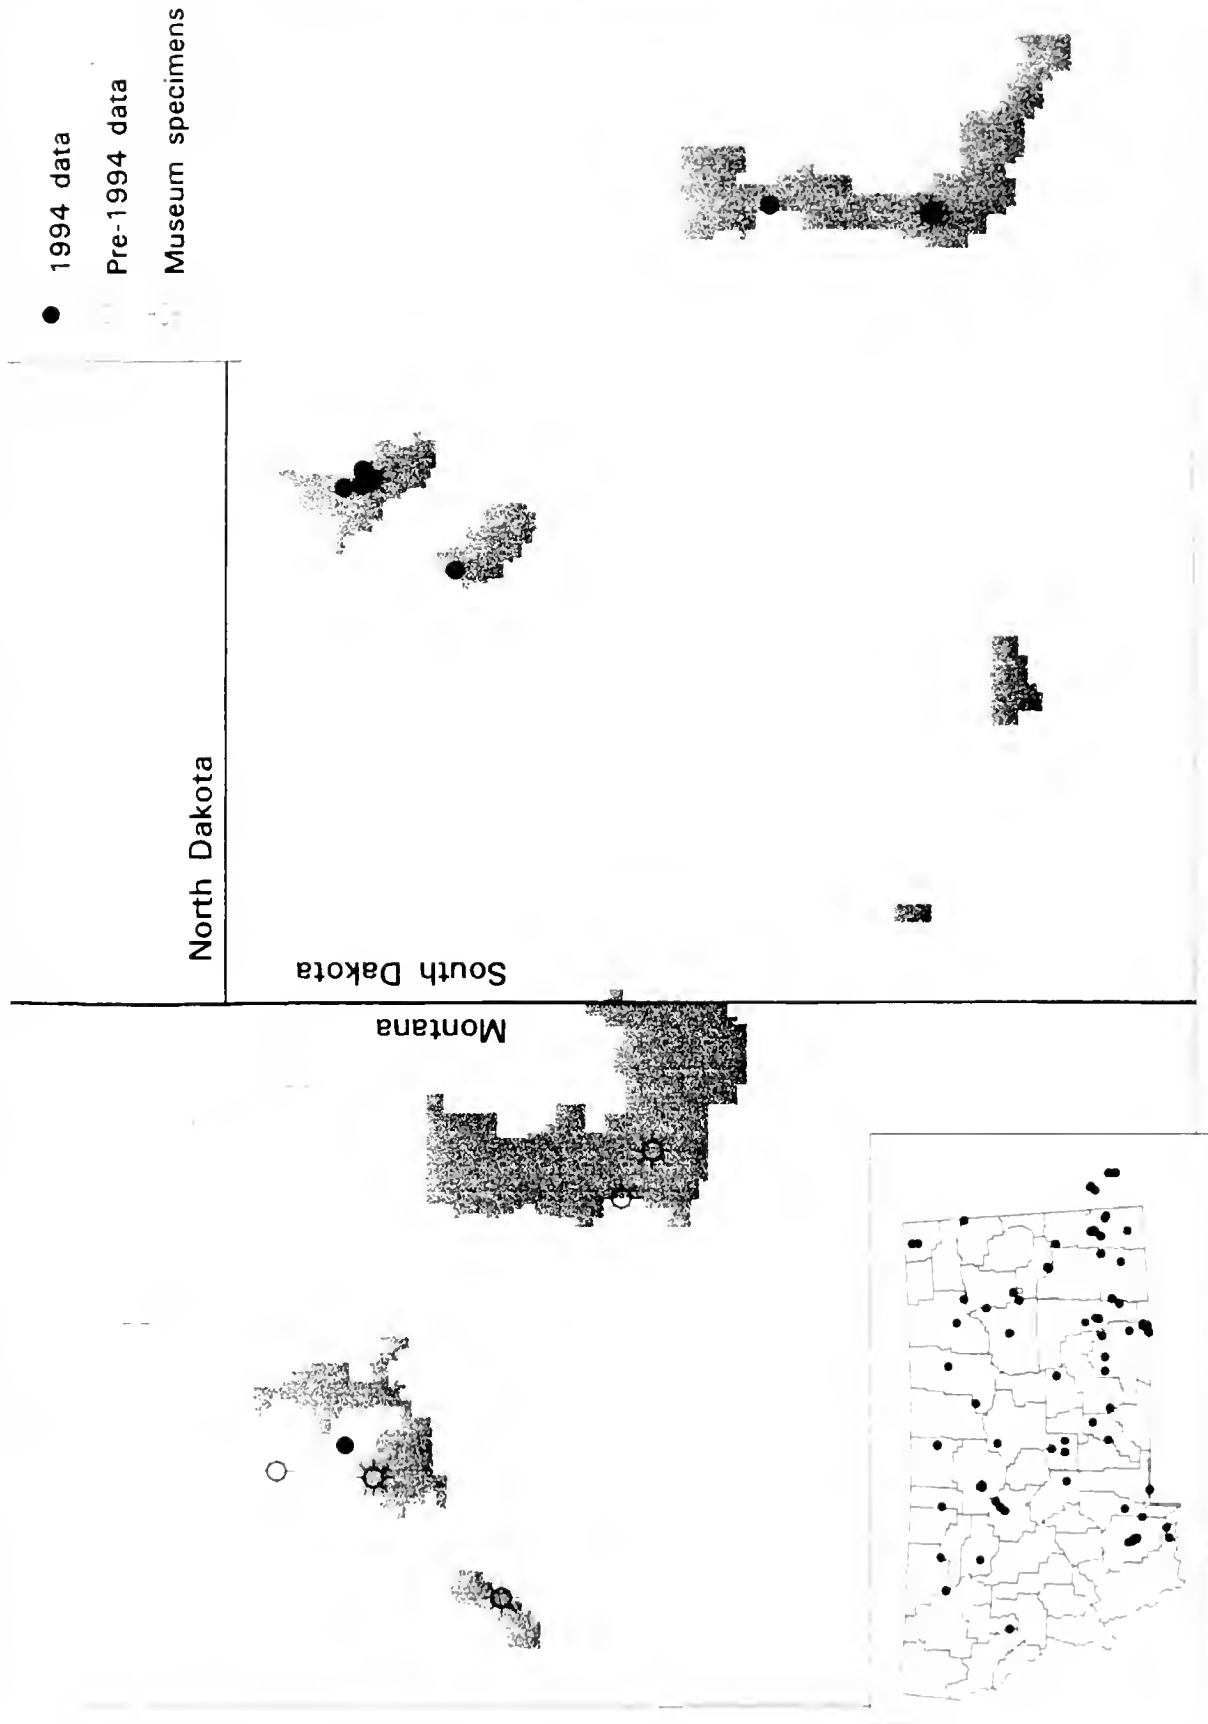 1994 data
Pre-1994 data
Museum specimens
North Dakota
South Dakota
Montana